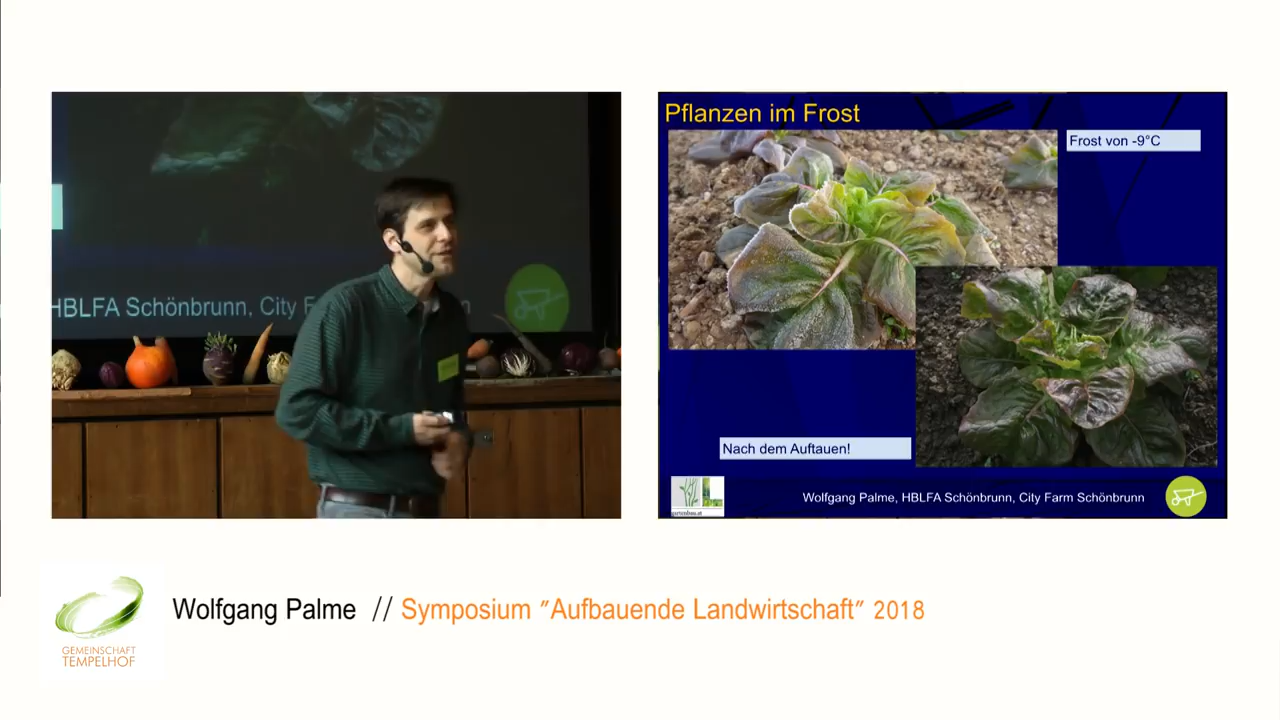 HBLFA Schönbrunn, City F
n
Pflanzen im Frost
Frost von -9°C
Nach dem Auftauen!
Wolfgang Palme, HBLFA Schönbrunn, City Farm Schönbrunn
GEMEINSCHAFT
TEMPELHOF
Wolfgang Palme // Symposium "Aufbauende Landwirtschaft" 2018